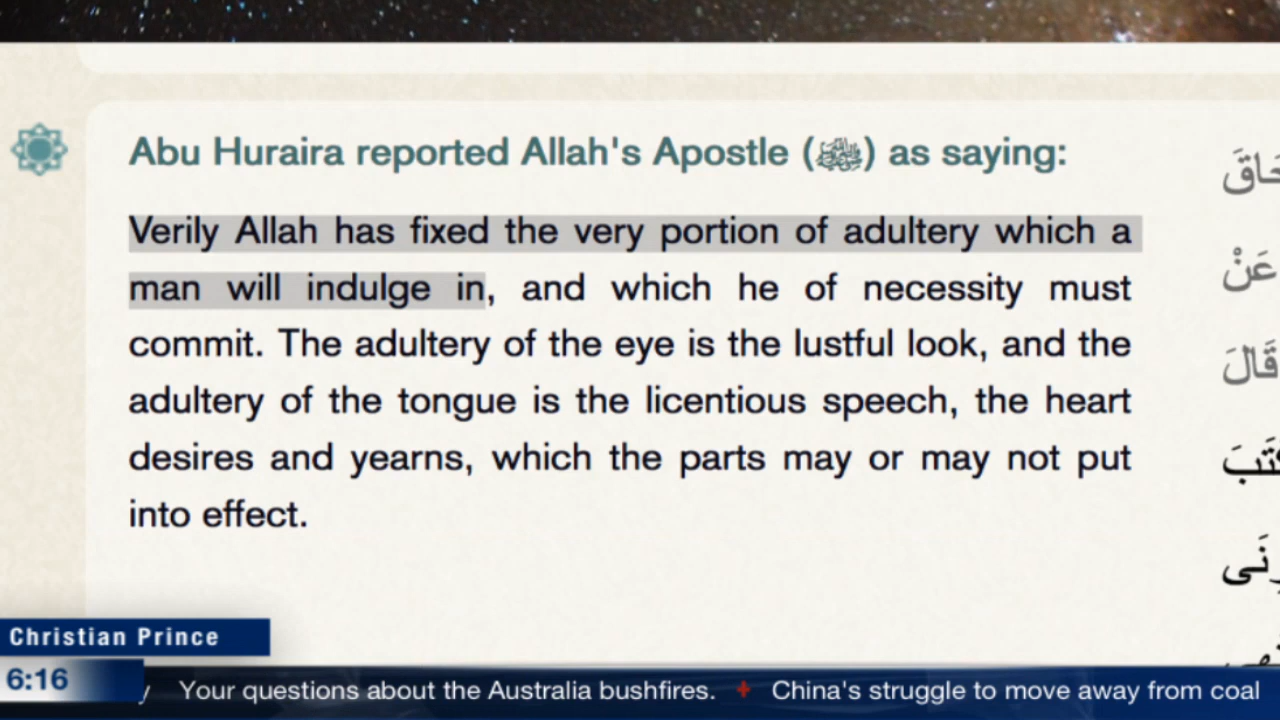 Abu Huraira reported Allah's Apostle (ﷺ) as saying:
Verily Allah has fixed the very portion of adultery which a
man will indulge in, and which he of necessity must
commit. The adultery of the eye is the lustful look, and the
adultery of the tongue is the licentious speech, the heart
desires and yearns, which the parts may or may not put
into effect.
قَالَ
عَنْ
Christian Prince
6:16
y Your questions about the Australia bushfires. + China's struggle to move away from coal